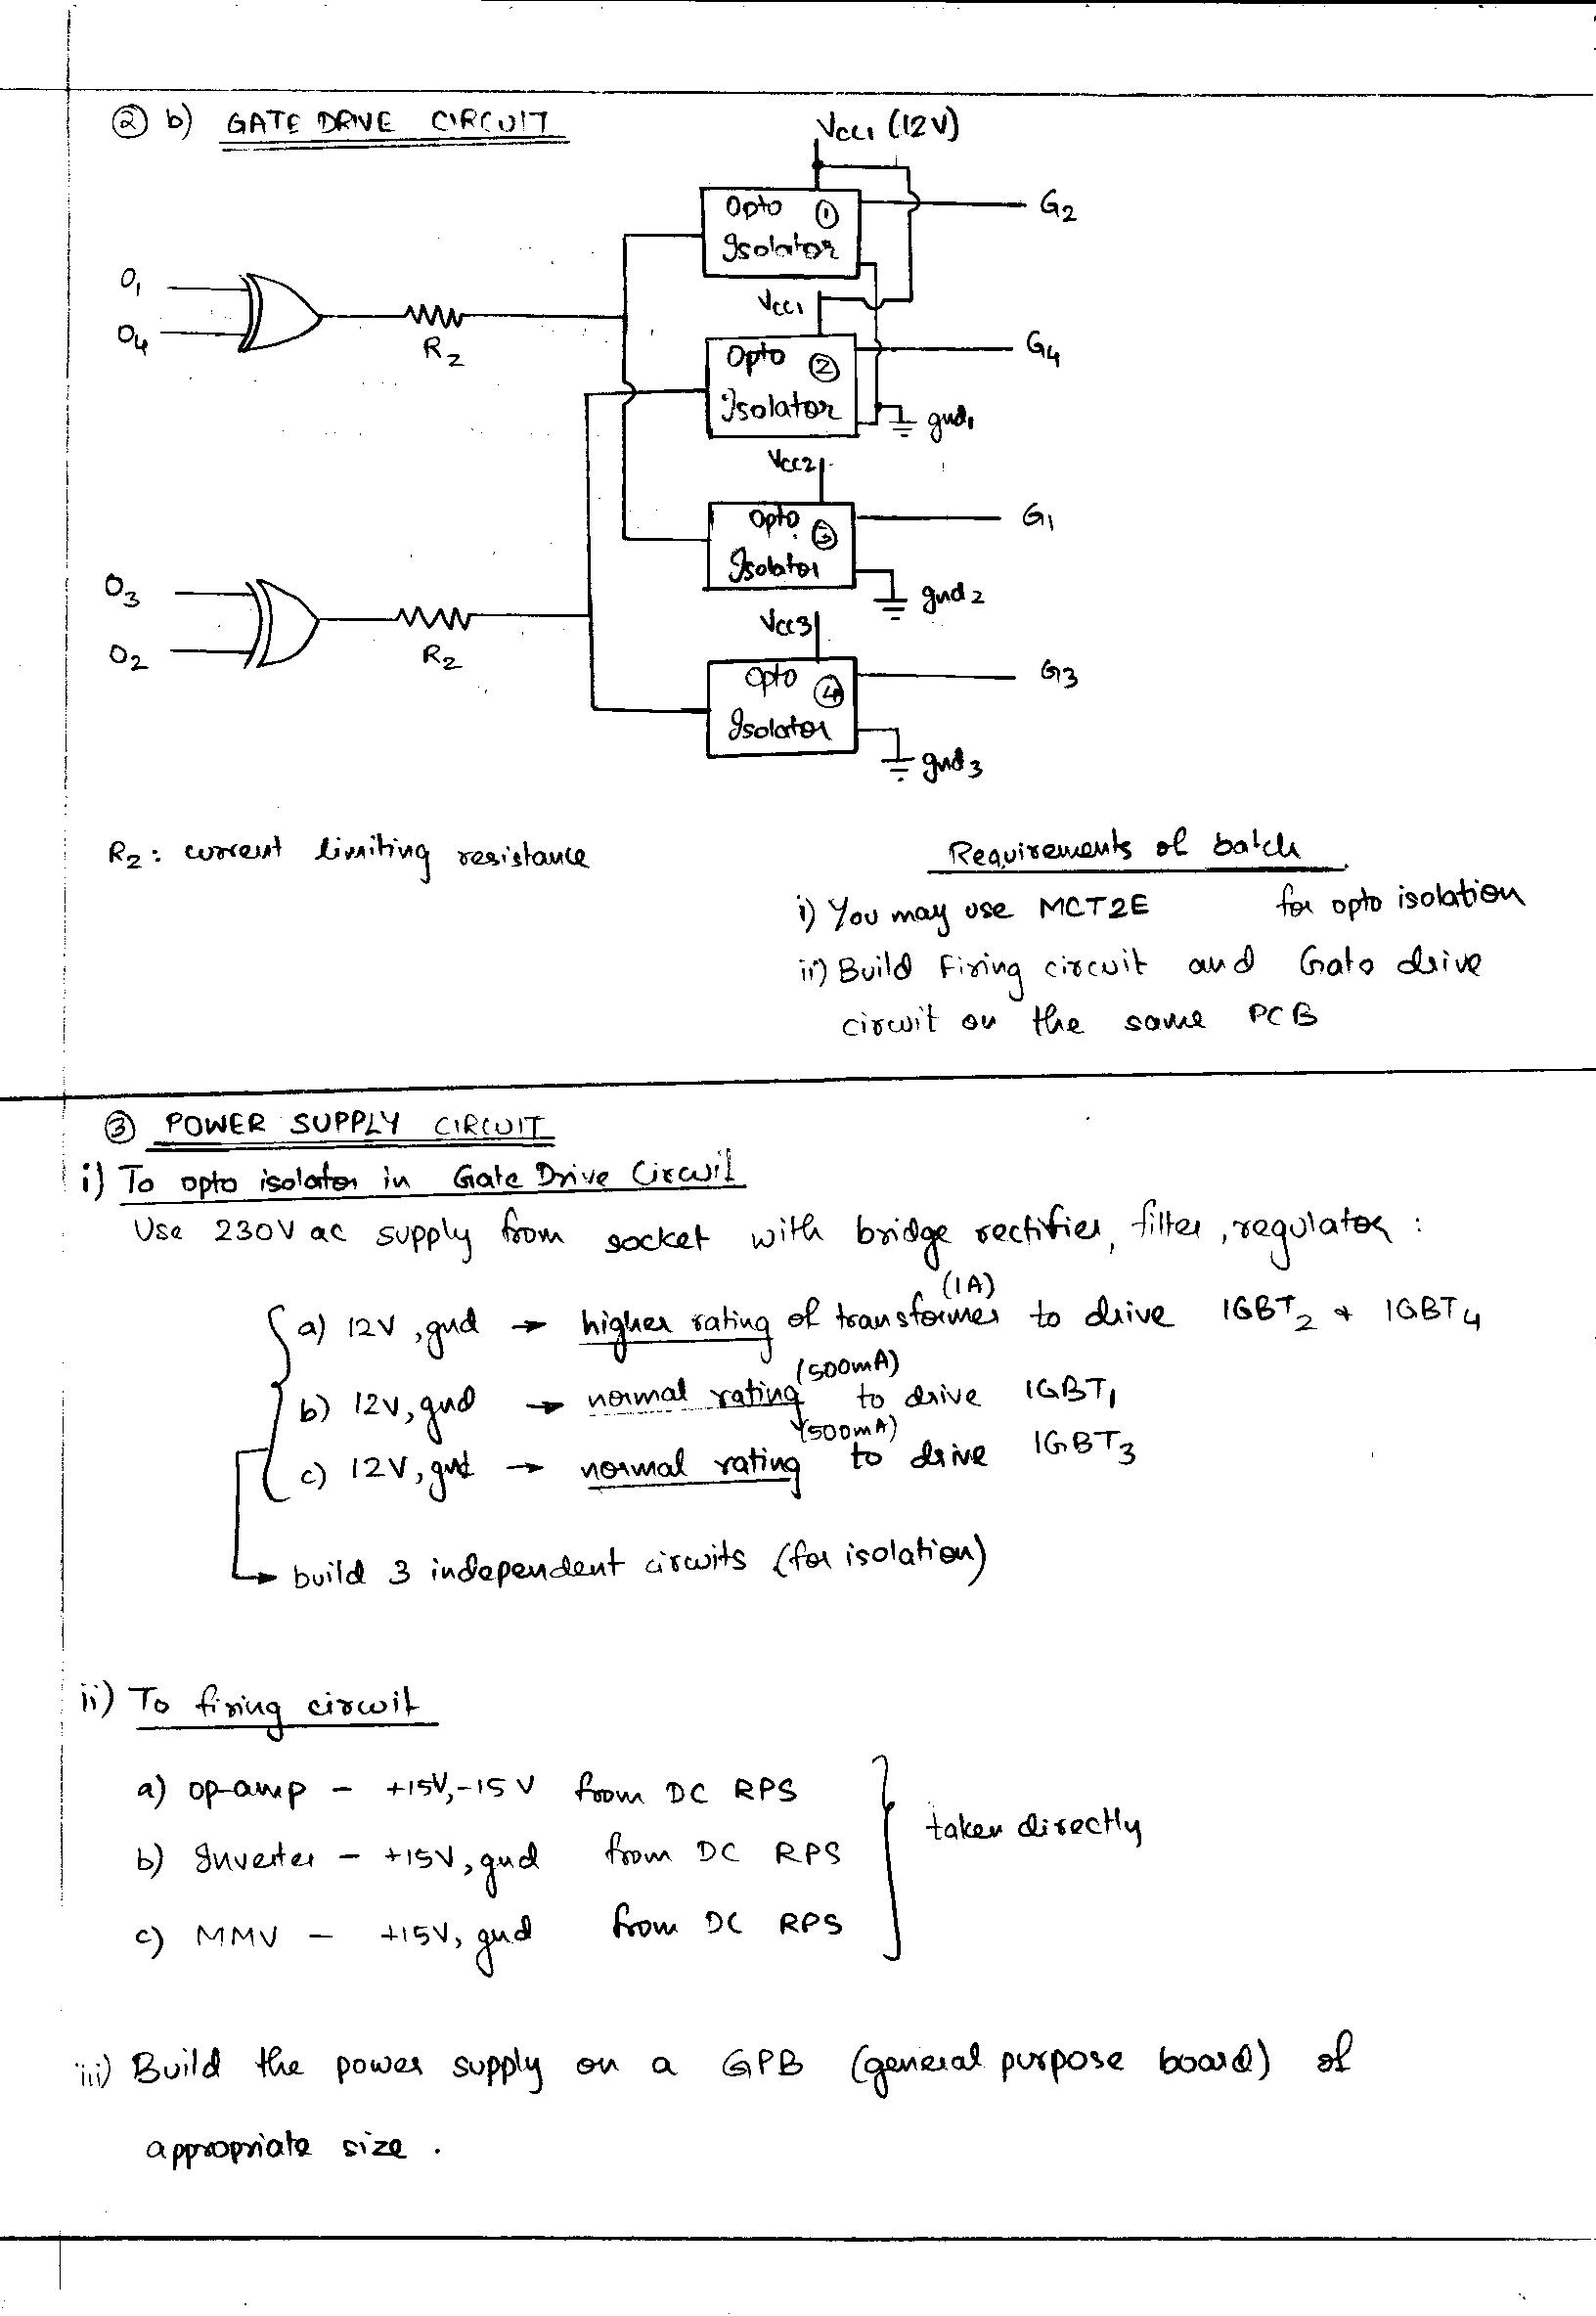 ② b) GATE DRIVE CIRCUIT
Vcc1 (12V)
Opto ①
Isolator
G2
O1
O4
R2
Vcc1
Opto ②
Isolator
G4
gnd1
Vcc2
Opto ③
Isolator
G1
gnd2
O3
O2
R2
Vcc3
Opto ④
Isolator
G3
gnd3
R2 : current limiting resistance
Requirements of batch
i) You may use MCT2E for opto isolation
ii) Build Firing circuit and Gate drive
circuit on the same PCB
③ POWER SUPPLY CIRCUIT
i) To opto isolator in Gate Drive Circuit
Use 230V ac supply from socket with bridge rectifier, filter, regulator :
a) 12V, gnd → higher rating of transformer (1A) to drive IGBT2 & IGBT4
b) 12V, gnd → normal rating (500mA) to drive IGBT1
c) 12V, gnd → normal rating (500mA) to drive IGBT3
build 3 independent circuits (for isolation)
ii) To firing circuit
a) op-amp - +15V, -15V from DC RPS
b) Inverter - +15V, gnd from DC RPS
taken directly
c) MMV - +15V, gnd from DC RPS
iii) Build the power supply on a GPB (general purpose board) of
appropriate size .